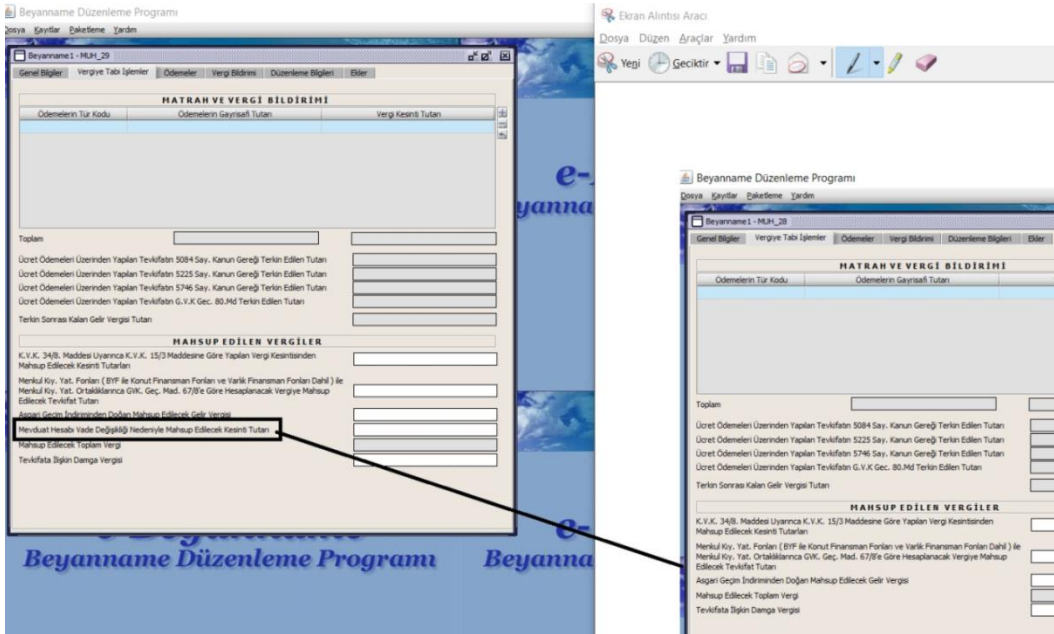 Beyanname Düzenleme Programı
Dosya Kayıtlar Paketleme Yardım
Beyanname1 - MUH_29
Genel Bilgiler Vergiye Tabi İşlemler Ödemeler Vergi Bildirimi Düzenleme Bilgileri Ekler
MATRAH VE VERGİ BİLDİRİMİ
Ödemelerin Tür Kodu Ödemelerin Gayrisafi Tutarı Vergi Kesinti Tutarı
Toplam
Ücret Ödemeleri Üzerinden Yapılan Tevkifatın 5084 Say. Kanun Gereği Terkin Edilen Tutarı
Ücret Ödemeleri Üzerinden Yapılan Tevkifatın 5225 Say. Kanun Gereği Terkin Edilen Tutarı
Ücret Ödemeleri Üzerinden Yapılan Tevkifatın 5746 Say. Kanun Gereği Terkin Edilen Tutarı
Ücret Ödemeleri Üzerinden Yapılan Tevkifatın G.V.K Gec. 80.Md Terkin Edilen Tutarı
Terkin Sonrası Kalan Gelir Vergisi Tutarı
MAHSUP EDİLEN VERGİLER
K.V.K. 34/8. Maddesi Uyarınca K.V.K. 15/3 Maddesine Göre Yapılan Vergi Kesintisinden
Mahsup Edilecek Kesinti Tutarları
Menkul Kıy. Yat. Fonları ( BYF ile Konut Finansman Fonları ve Varlık Finansman Fonları Dahil ) ile
Menkul Kıy. Yat. Ortaklıklarınca GVK. Geç. Mad. 67/8'e Göre Hesaplanacak Vergiye Mahsup
Edilecek Tevkifat Tutarı
Asgari Geçim İndiriminden Doğan Mahsup Edilecek Gelir Vergisi
Mevduat Hesabı Vade Değişikliği Nedeniyle Mahsup Edilecek Kesinti Tutarı
Mahsup Edilecek Toplam Vergi
Tevkifata İlişkin Damga Vergisi
e-
yanna
e-Beyanname
Beyanname Düzenleme Programı
e-
Beyanna
Ekran Alıntısı Aracı
Dosya Düzen Araçlar Yardım
Yeni Geciktir
Beyanname Düzenleme Programı
Dosya Kayıtlar Paketleme Yardım
Beyanname1 - MUH_28
Genel Bilgiler Vergiye Tabi İşlemler Ödemeler Vergi Bildirimi Düzenleme Bilgileri Ekler
MATRAH VE VERGİ BİLDİRİMİ
Ödemelerin Tür Kodu Ödemelerin Gayrisafi Tutarı
Toplam
Ücret Ödemeleri Üzerinden Yapılan Tevkifatın 5084 Say. Kanun Gereği Terkin Edilen Tutarı
Ücret Ödemeleri Üzerinden Yapılan Tevkifatın 5225 Say. Kanun Gereği Terkin Edilen Tutarı
Ücret Ödemeleri Üzerinden Yapılan Tevkifatın 5746 Say. Kanun Gereği Terkin Edilen Tutarı
Ücret Ödemeleri Üzerinden Yapılan Tevkifatın G.V.K Gec. 80.Md Terkin Edilen Tutarı
Terkin Sonrası Kalan Gelir Vergisi Tutarı
MAHSUP EDİLEN VERGİLER
K.V.K. 34/8. Maddesi Uyarınca K.V.K. 15/3 Maddesine Göre Yapılan Vergi Kesintisinden
Mahsup Edilecek Kesinti Tutarları
Menkul Kıy. Yat. Fonları ( BYF ile Konut Finansman Fonları ve Varlık Finansman Fonları Dahil ) ile
Menkul Kıy. Yat. Ortaklıklarınca GVK. Geç. Mad. 67/8'e Göre Hesaplanacak Vergiye Mahsup
Edilecek Tevkifat Tutarı
Asgari Geçim İndiriminden Doğan Mahsup Edilecek Gelir Vergisi
Mahsup Edilecek Toplam Vergi
Tevkifata İlişkin Damga Vergisi